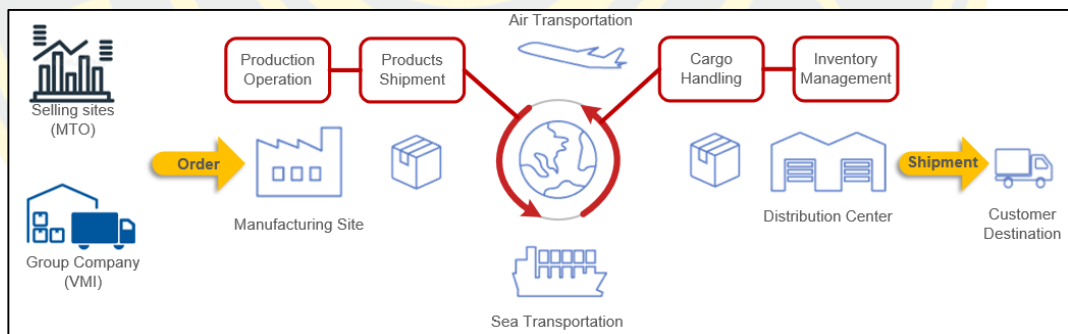 Air Transportation
Production
Operation
Products
Shipment
Cargo
Handling
Inventory
Management
Selling sites
(MTO)
Order
Shipment
Manufacturing Site
Distribution Center
Customer
Destination
Group Company
(VMI)
Sea Transportation